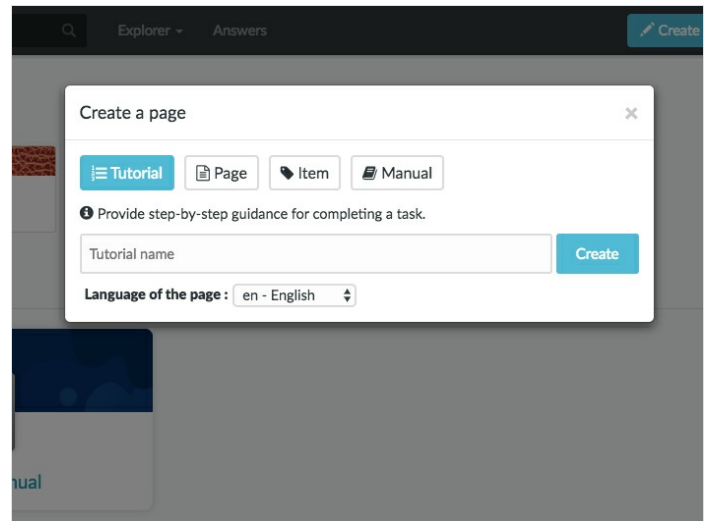 Explorer
Answers
Create
Create a page
×
Tutorial
Page
Item
Manual
Provide step-by-step guidance for completing a task.
Tutorial name
Create
Language of the page :
en - English
nual